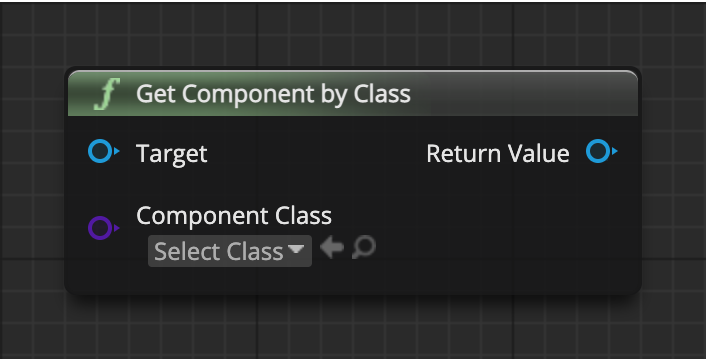 Get Component by Class
Target
Return Value
Component Class
Select Class